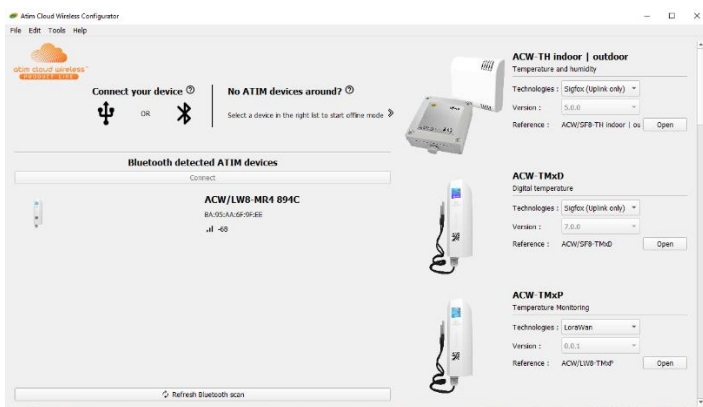 Atim Cloud Wireless Configurator
File Edit Tools Help
atim cloud wireless
PRODUCT LINE
Connect your device
OR
No ATIM devices around?
Select a device in the right list to start offline mode
Bluetooth detected ATIM devices
Connect
ACW/LW8-MR4 894C
BA:95:AA:6F:9F:EE
-68
Refresh Bluetooth scan
ACW-TH indoor | outdoor
Temperature and humidity
Technologies : Sigfox (Uplink only)
Version : 5.0.0
Reference : ACW/SF8-TH indoor | ou Open
ACW-TMxD
Digital temperature
Technologies : Sigfox (Uplink only)
Version : 7.0.0
Reference : ACW/SF8-TMxD Open
ACW-TMxP
Temperature Monitoring
Technologies : LoraWan
Version : 0.0.1
Reference : ACW/LW8-TMxP Open